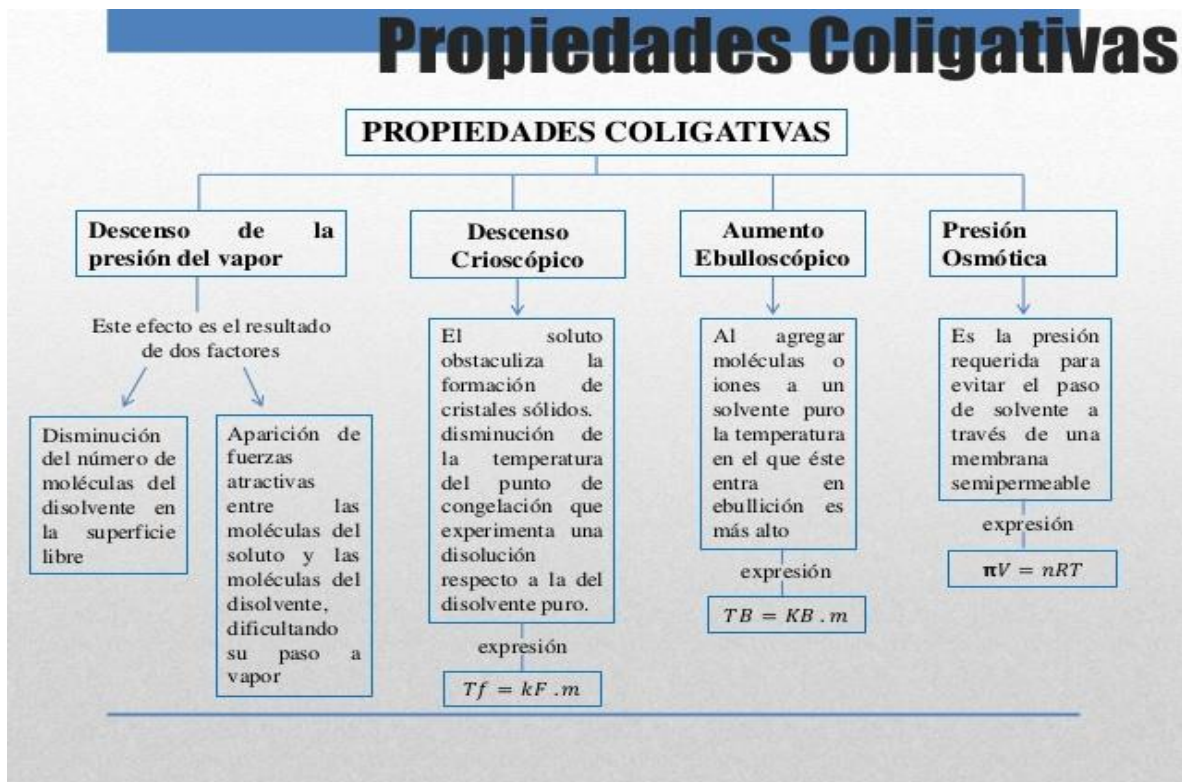 Propiedades Coligativas
PROPIEDADES COLIGATIVAS
Descenso de la
presión del vapor
Este efecto es el resultado
de dos factores
Disminución
del número de
moléculas del
disolvente en
la superficie
libre
Aparición de
fuerzas
atractivas
entre las
moléculas del
soluto y las
moléculas del
disolvente,
dificultando
su paso a
vapor
Descenso
Crioscópico
El soluto
obstaculiza la
formación de
cristales sólidos.
disminución de
la temperatura
del punto de
congelación que
experimenta una
disolución
respecto a la del
disolvente puro.
expresión
Tf = kF .m
Aumento
Ebulloscópico
Al agregar
moléculas o
iones a un
solvente puro
la temperatura
en el que éste
entra en
ebullición es
más alto
expresión
TB = KB . m
Presión
Osmótica
Es la presión
requerida para
evitar el paso
de solvente a
través de una
membrana
semipermeable
expresión
πV = nRT